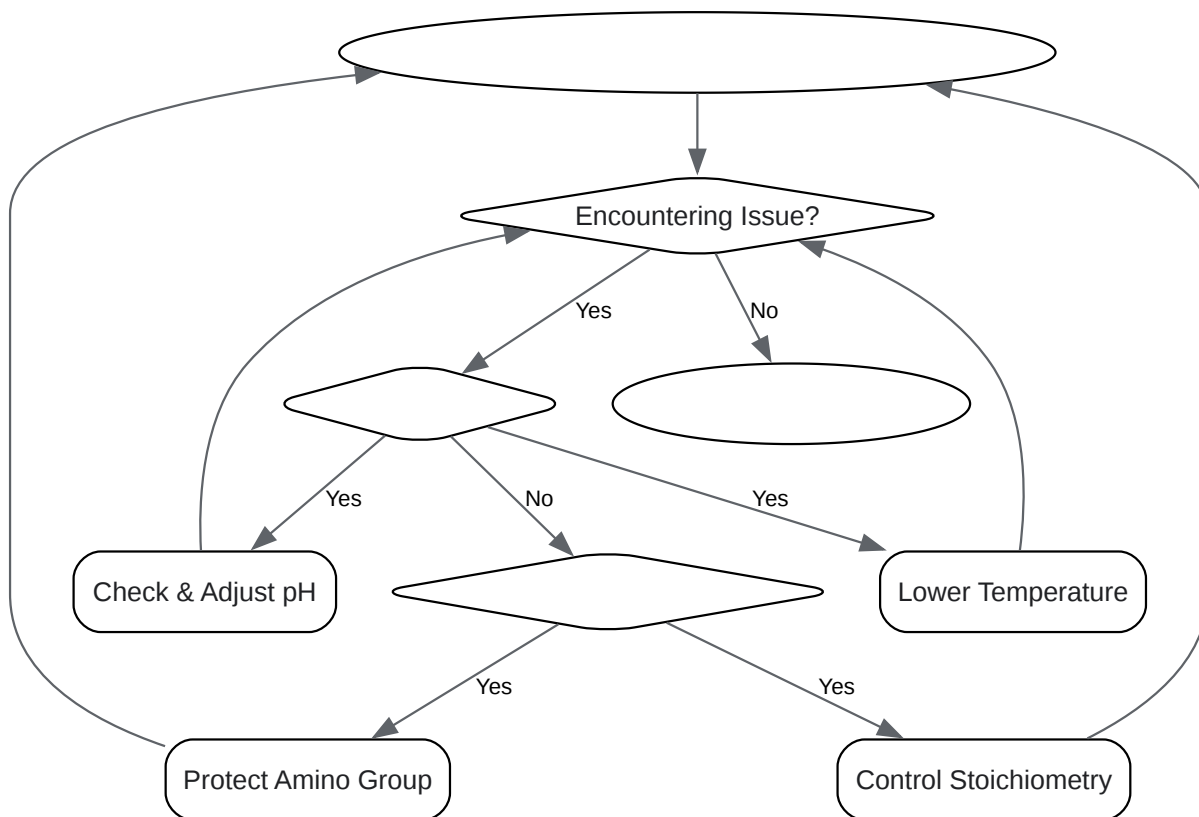 Encountering Issue?
Yes
No
Yes
No
Yes
Check & Adjust pH
Lower Temperature
Yes
Yes
Protect Amino Group
Control Stoichiometry